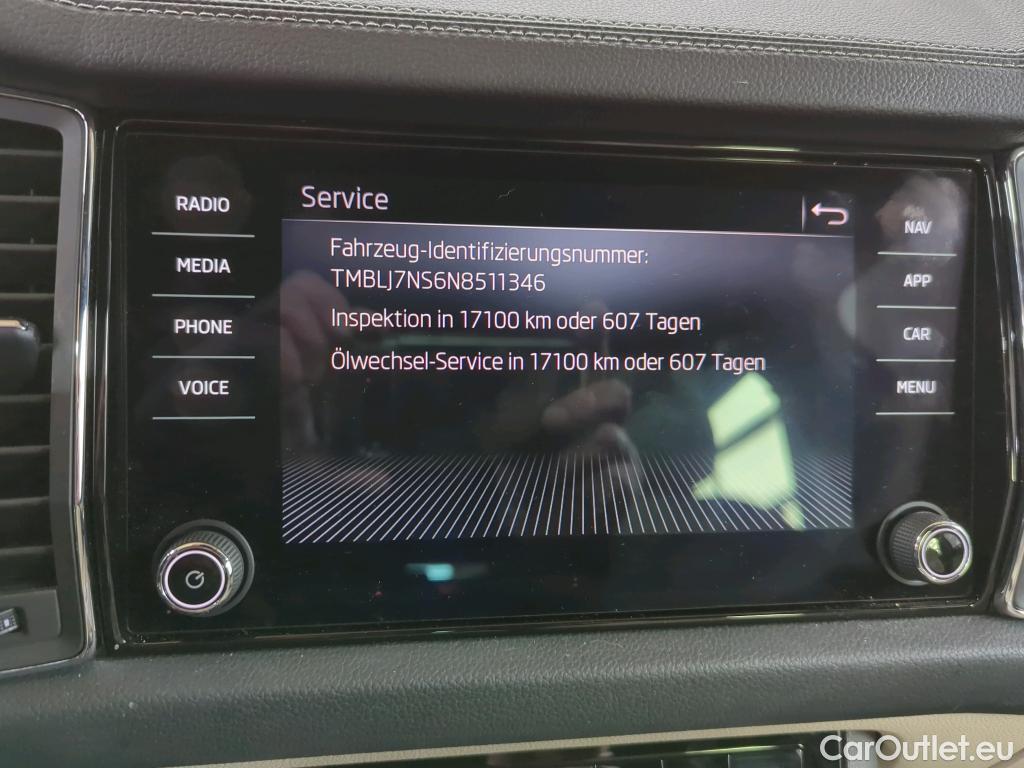 Service
RADIO
MEDIA
PHONE
VOICE
Fahrzeug-Identifizierungsnummer:
TMBLJ7NS6N8511346
Inspektion in 17100 km oder 607 Tagen
Ölwechsel-Service in 17100 km oder 607 Tagen
NAV
APP
CAR
MENU
CarOutlet.eu